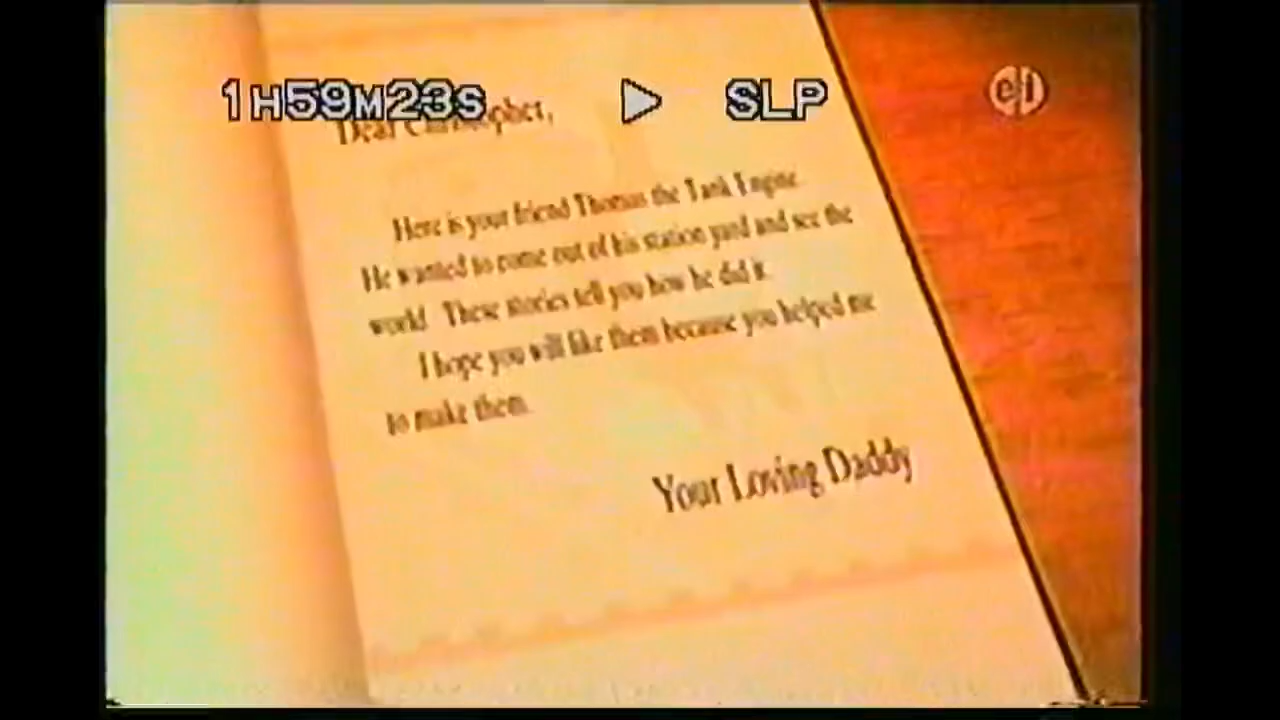 1H59M23S ▶ SLP
e/i
Dear Christopher,
Here is your friend Thomas the Tank Engine.
He wanted to come out of his station yard and see the
world. These stories tell you how he did it.
I hope you will like them because you helped me
to make them.
Your Loving Daddy